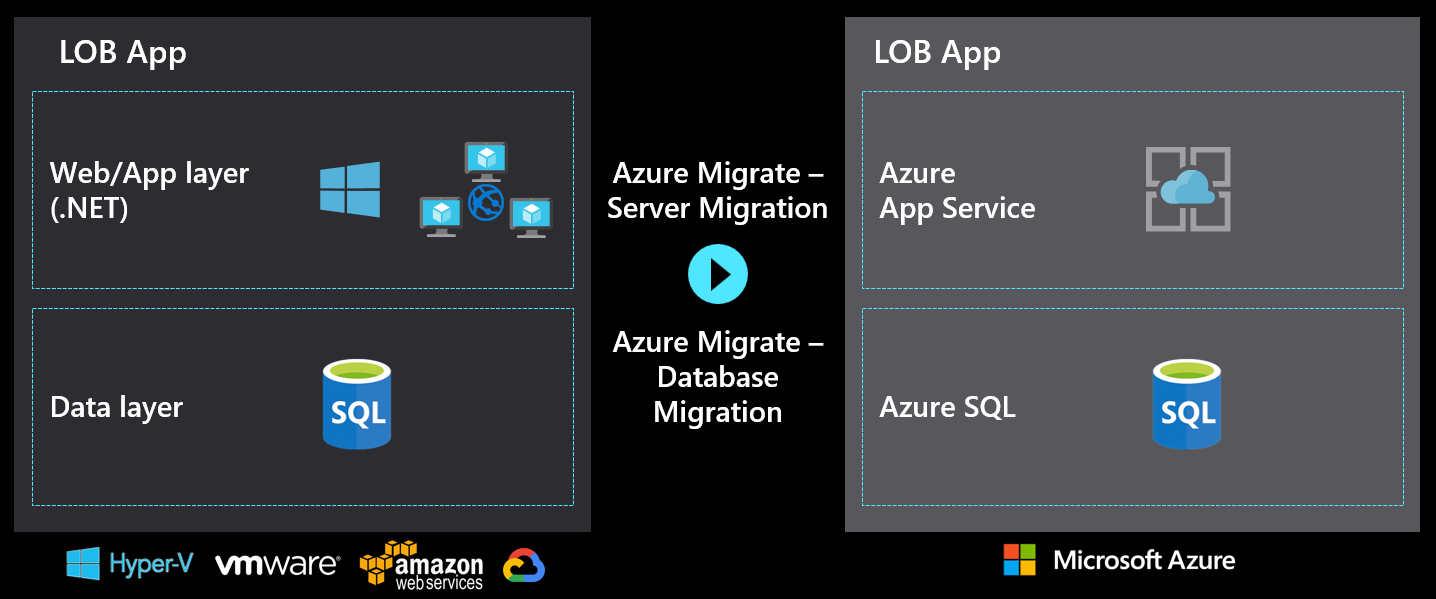 LOB App
Web/App layer
(.NET)
Data layer
SQL
Azure Migrate –
Server Migration
Azure Migrate –
Database
Migration
LOB App
Azure
App Service
Azure SQL
SQL
Hyper-V
vmware®
amazon
web services
Microsoft Azure